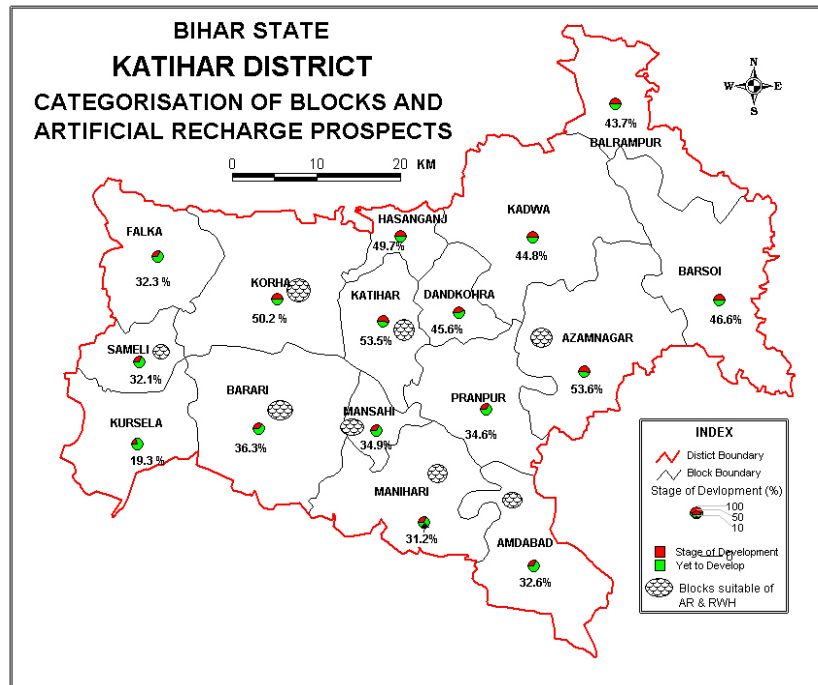 BIHAR STATE
KATIHAR DISTRICT
CATEGORISATION OF BLOCKS AND
ARTIFICIAL RECHARGE PROSPECTS
0 10 20 KM
N
W E
S
43.7%
BALRAMPUR
HASANGANJ
49.7%
KADWA
44.8%
FALKA
32.3 %
KORHA
50.2 %
KATIHAR
53.5%
DANDKOHRA
45.6%
BARSOI
46.6%
AZAMNAGAR
53.6%
SAMELI
32.1%
BARARI
36.3%
MANSAHI
34.9%
PRANPUR
34.6%
KURSELA
19.3 %
MANIHARI
31.2%
AMDABAD
32.6%
INDEX
Distict Boundary
Block Boundary
Stage of Devlopment (%)
100
50
10
0
Stage of Development
Yet to Develop
Blocks suitable of
AR & RWH